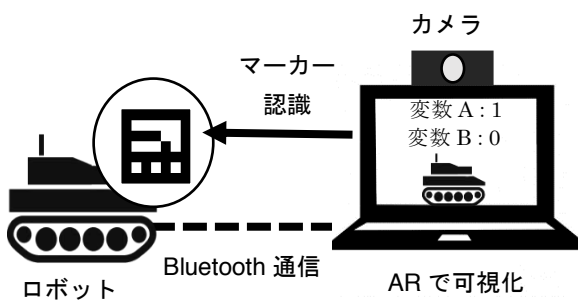 カメラ
マーカー
認識
変数 A : 1
変数 B : 0
Bluetooth 通信
ロボット
AR で可視化